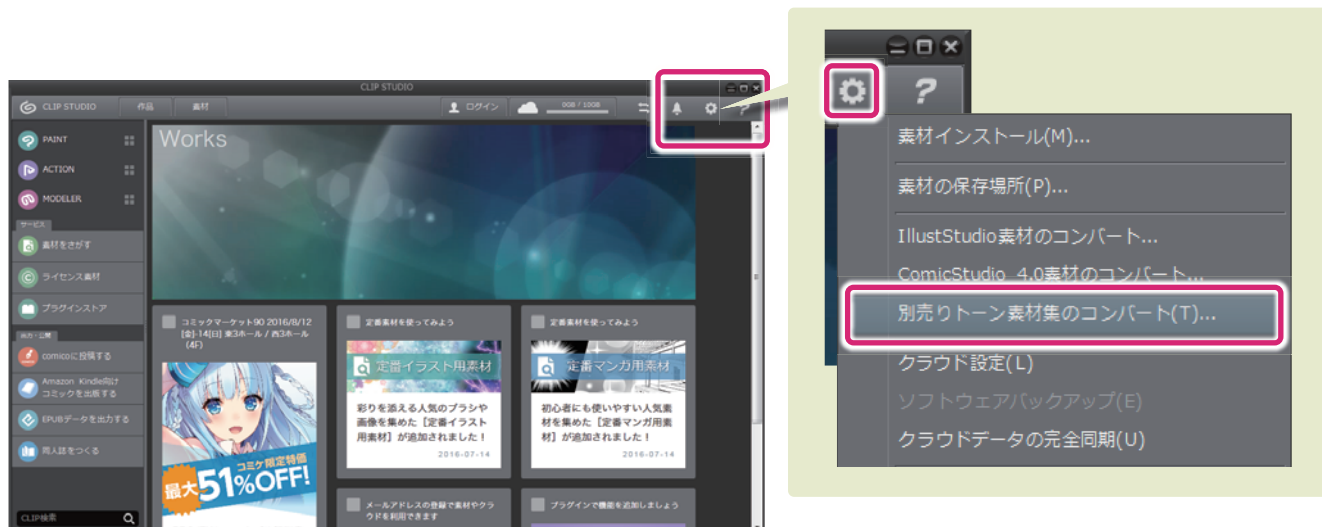 CLIP STUDIO
CLIP STUDIO
作品
素材
ログイン
0GB / 10GB
?
PAINT
ACTION
MODELER
サービス
素材をさがす
ライセンス素材
プラグインストア
出力・公開
comicoに投稿する
Amazon Kindle向け
コミックを出版する
EPUBデータを出力する
同人誌をつくる
CLIP検索
Works
コミックマーケット90 2016/8/12
[金]-14[日] 東3ホール / 西3ホール
(4F)
コミケ限定特価
最大51%OFF!
定番素材を使ってみよう
定番イラスト用素材
彩りを添える人気のブラシや
画像を集めた［定番イラスト
用素材］が追加されました！
2016-07-14
定番素材を使ってみよう
定番マンガ用素材
初心者にも使いやすい人気素
材を集めた［定番マンガ用素
材］が追加されました！
2016-07-14
メールアドレスの登録で素材やクラ
ウドを利用できます
プラグインで機能を追加しましょう
?
素材インストール(M)...
素材の保存場所(P)...
IllustStudio素材のコンバート...
ComicStudio 4.0素材のコンバート...
別売りトーン素材集のコンバート(T)...
クラウド設定(L)
ソフトウェアバックアップ(E)
クラウドデータの完全同期(U)